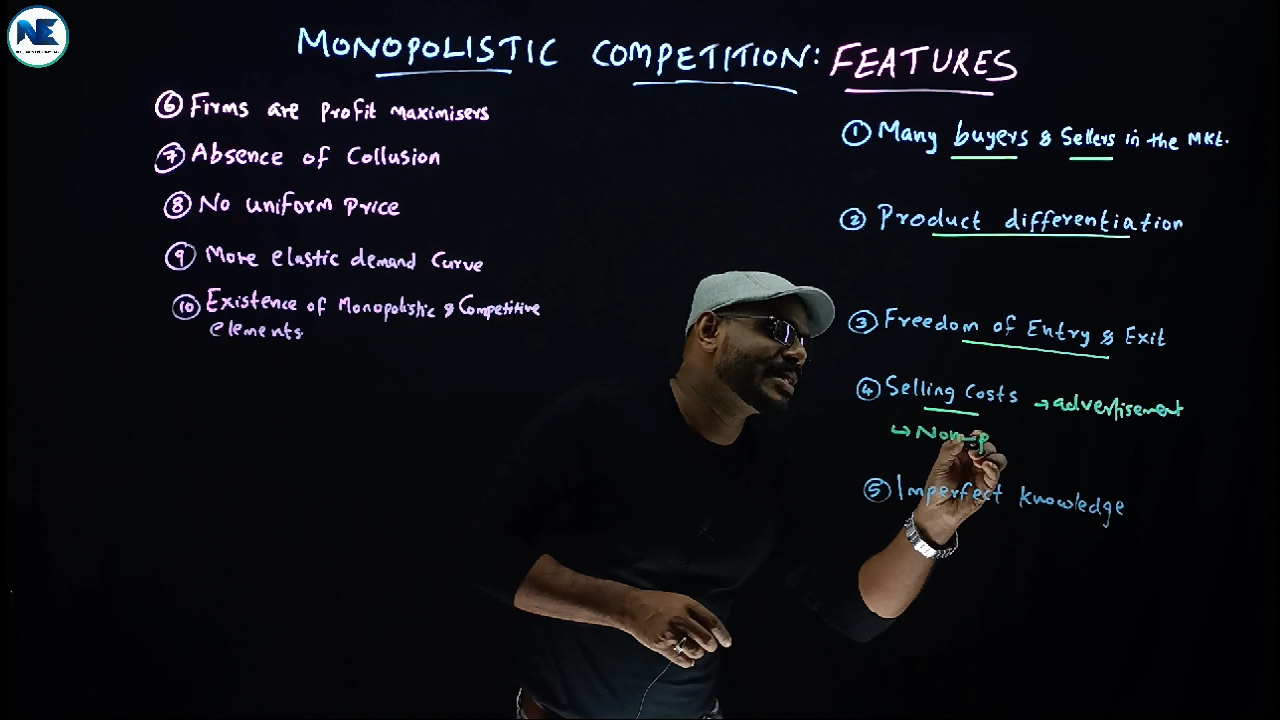 NE
MONOPOLISTIC COMPETITION: FEATURES
⑥ Firms are profit maximisers
⑦ Absence of Collusion
⑧ No uniform price
⑨ More elastic demand curve
⑩ Existence of Monopolistic & Competitive
elements
① Many buyers & Sellers in the MKt.
② Product differentiation
③ Freedom of Entry & Exit
④ Selling Costs → advertisement
↳ Non-p
⑤ Imperfect knowledge